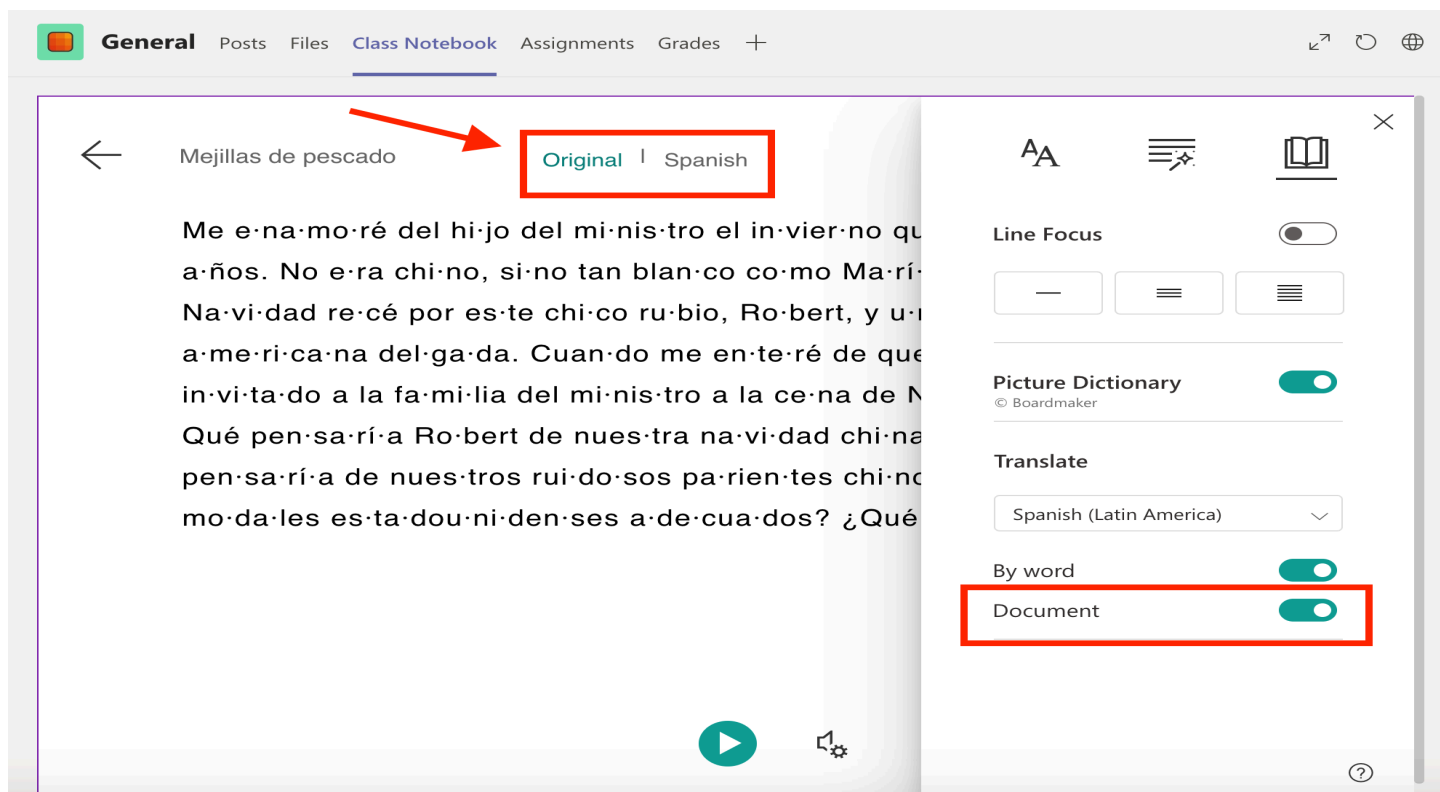 General Posts Files Class Notebook Assignments Grades
Mejillas de pescado Original | Spanish
Me e·na·mo·ré del hi·jo del mi·nis·tro el in·vier·no qu
a·ños. No e·ra chi·no, si·no tan blan·co co·mo Ma·rí·
Na·vi·dad re·cé por es·te chi·co ru·bio, Ro·bert, y u·
a·me·ri·ca·na del·ga·da. Cuan·do me en·te·ré de que
in·vi·ta·do a la fa·mi·lia del mi·nis·tro a la ce·na de N
Qué pen·sa·rí·a Ro·bert de nues·tra na·vi·dad chi·na
pen·sa·rí·a de nues·tros rui·do·sos pa·rien·tes chi·no
mo·da·les es·ta·dou·ni·den·ses a·de·cua·dos? ¿Qué
AA
Line Focus
Picture Dictionary
© Boardmaker
Translate
Spanish (Latin America)
By word
Document